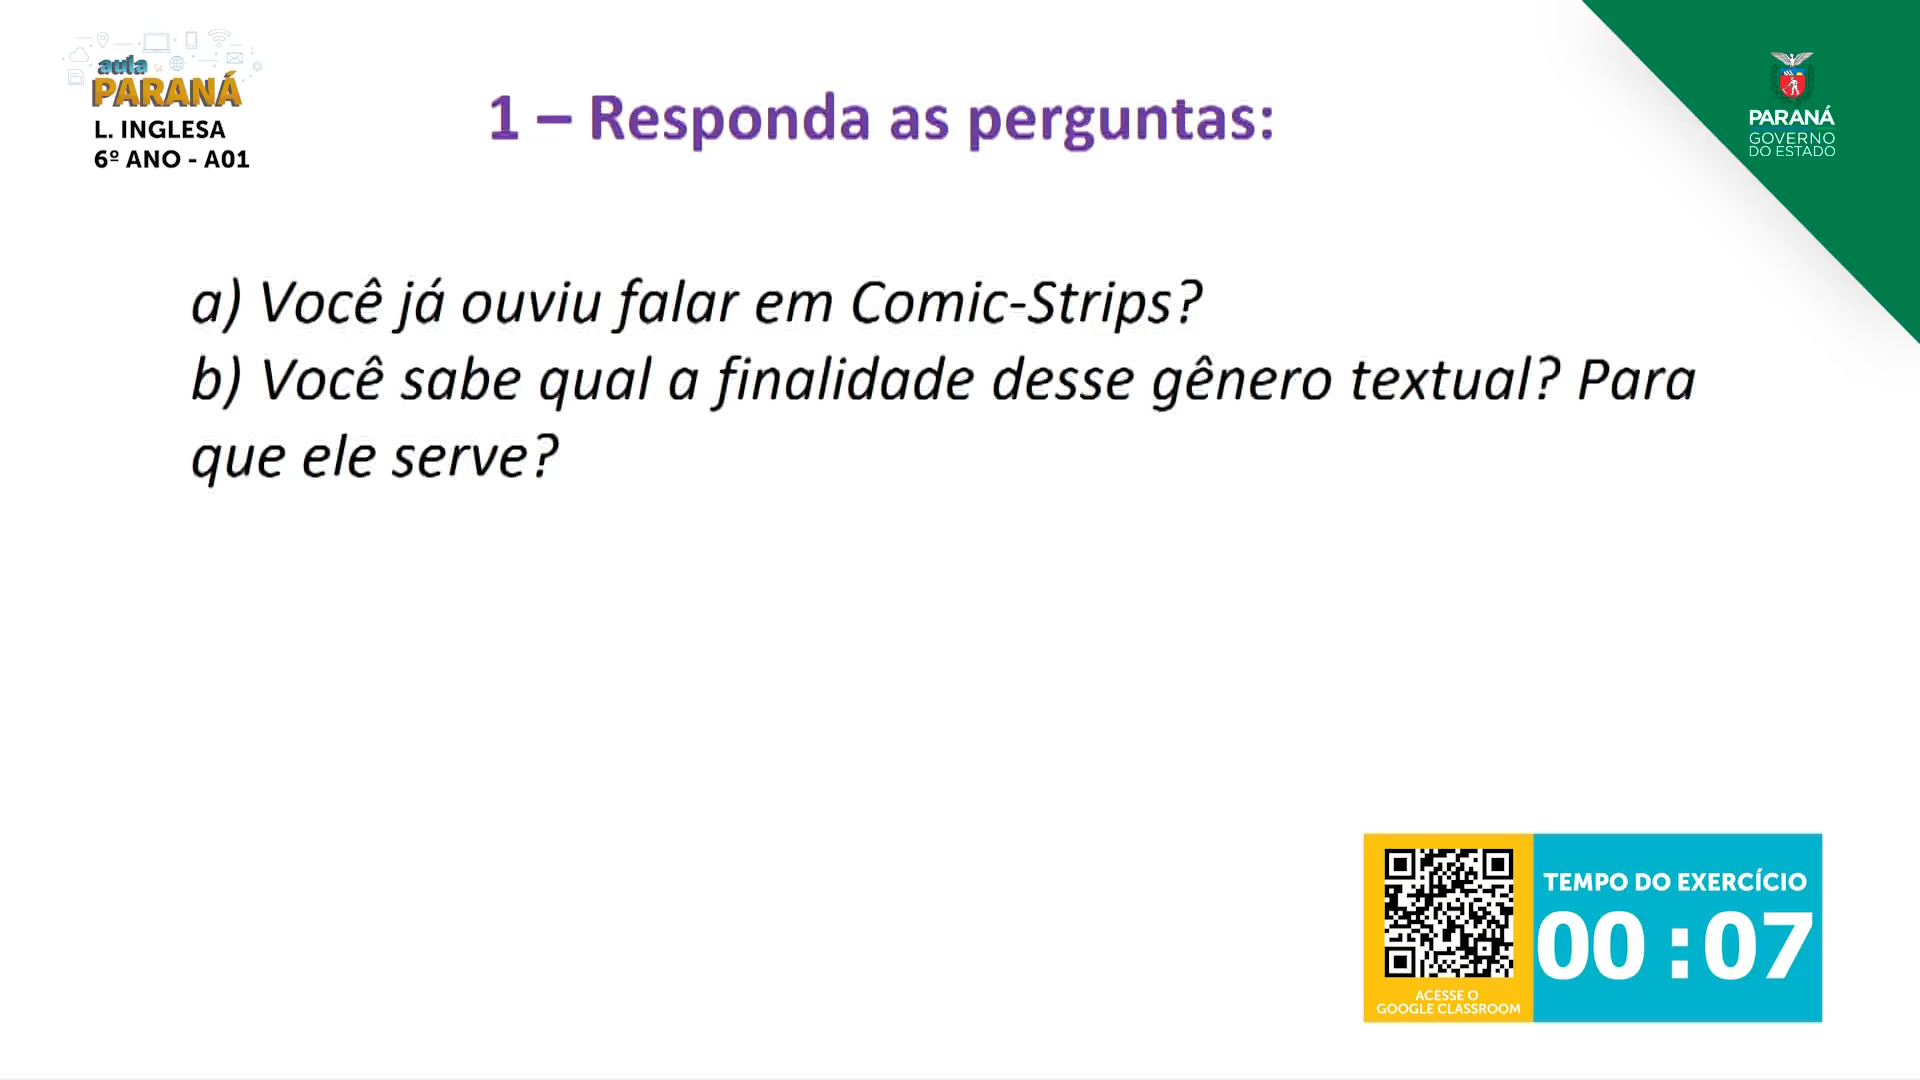 aula
PARANÁ
L. INGLESA
6º ANO - A01
1 – Responda as perguntas:
PARANÁ
GOVERNO
DO ESTADO
a) Você já ouviu falar em Comic-Strips?
b) Você sabe qual a finalidade desse gênero textual? Para
que ele serve?
ACESSE O
GOOGLE CLASSROOM
TEMPO DO EXERCÍCIO
00:07